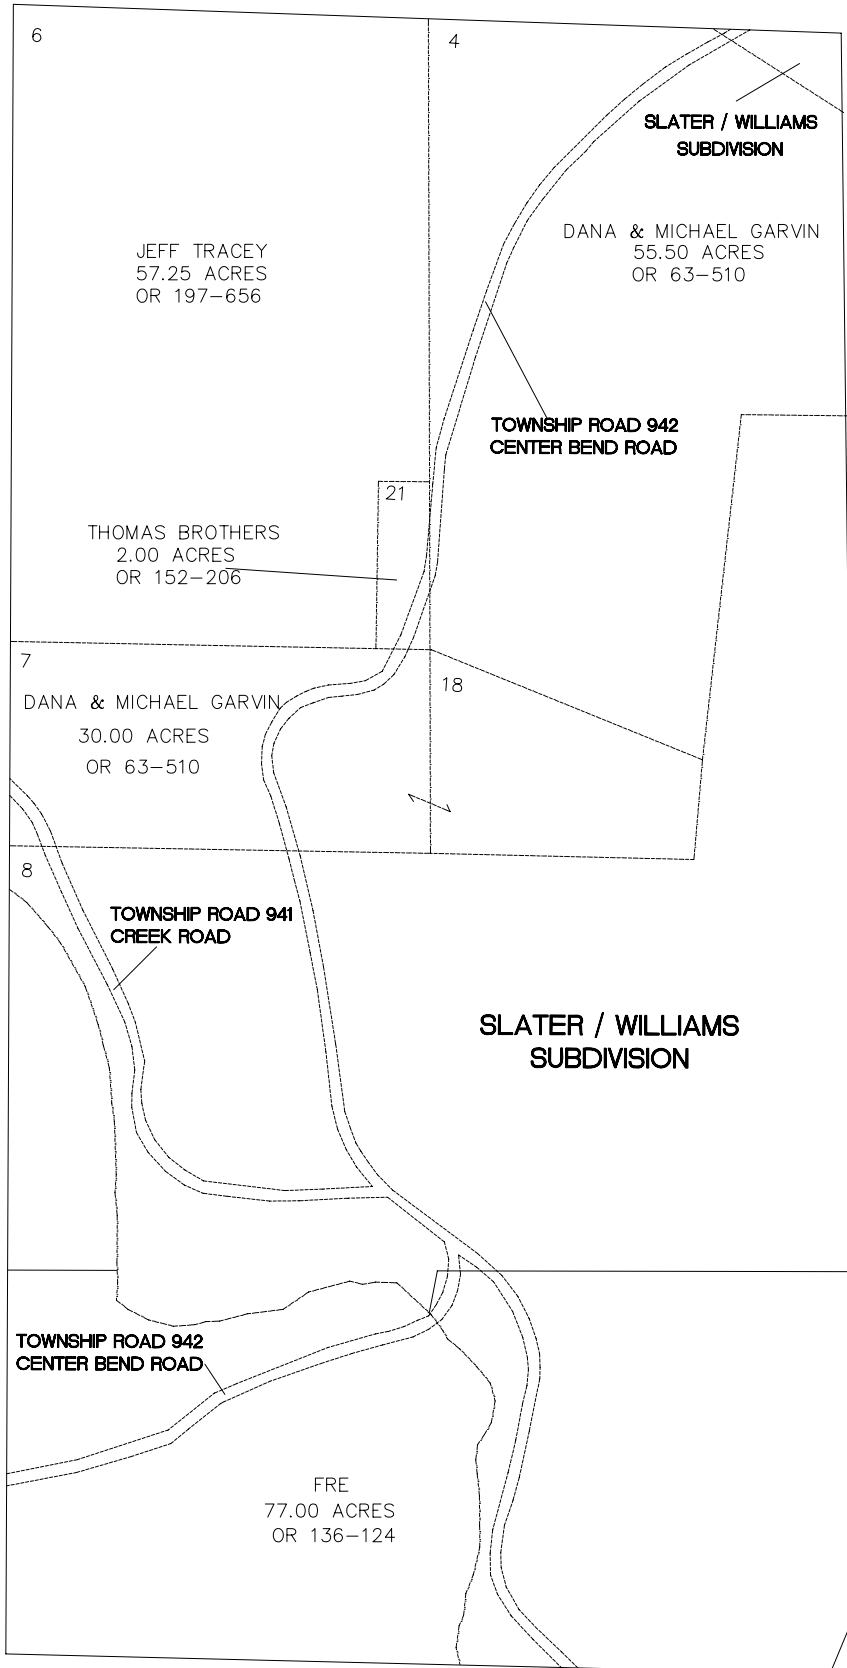 6
4
SLATER / WILLIAMS
SUBDIVISION
DANA & MICHAEL GARVIN
55.50 ACRES
OR 63-510
JEFF TRACEY
57.25 ACRES
OR 197-656
TOWNSHIP ROAD 942
CENTER BEND ROAD
21
THOMAS BROTHERS
2.00 ACRES
OR 152-206
7
18
DANA & MICHAEL GARVIN
30.00 ACRES
OR 63-510
8
TOWNSHIP ROAD 941
CREEK ROAD
SLATER / WILLIAMS
SUBDIVISION
TOWNSHIP ROAD 942
CENTER BEND ROAD
FRE
77.00 ACRES
OR 136-124